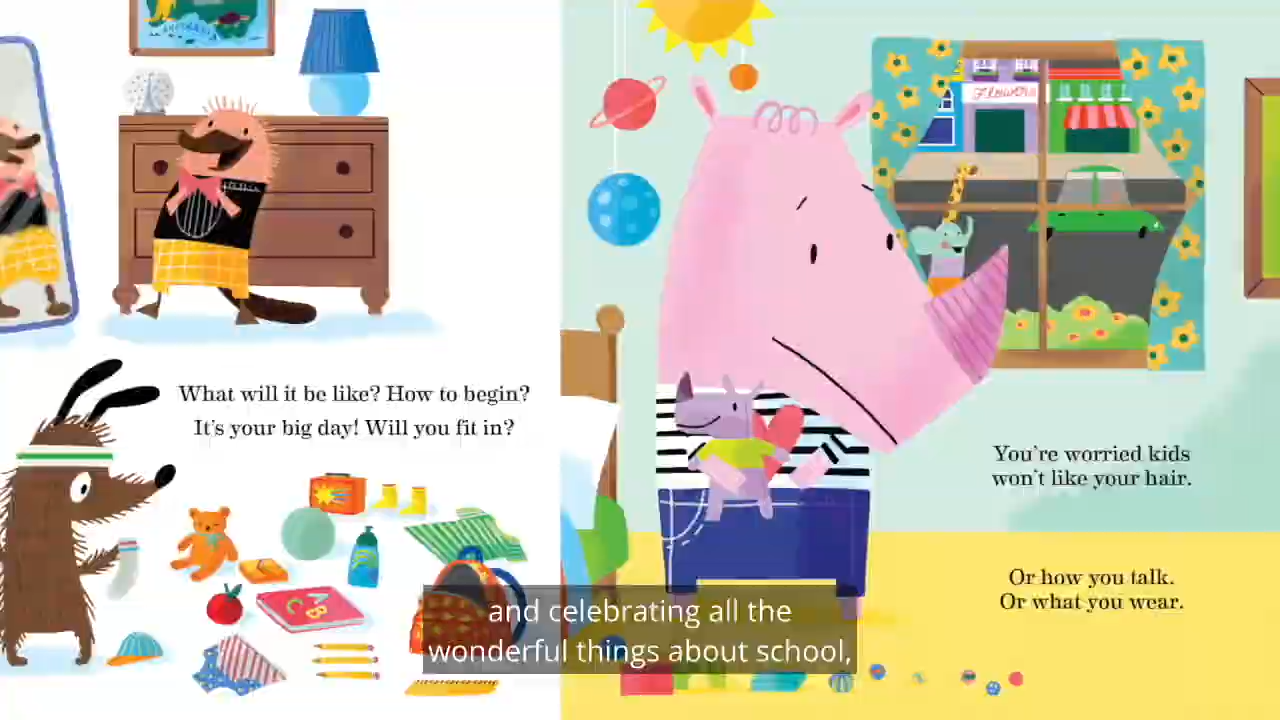 What will it be like? How to begin?
It's your big day! Will you fit in?
A
B
C
Flowers
You're worried kids
won't like your hair.
Or how you talk.
Or what you wear.
and celebrating all the
wonderful things about school,